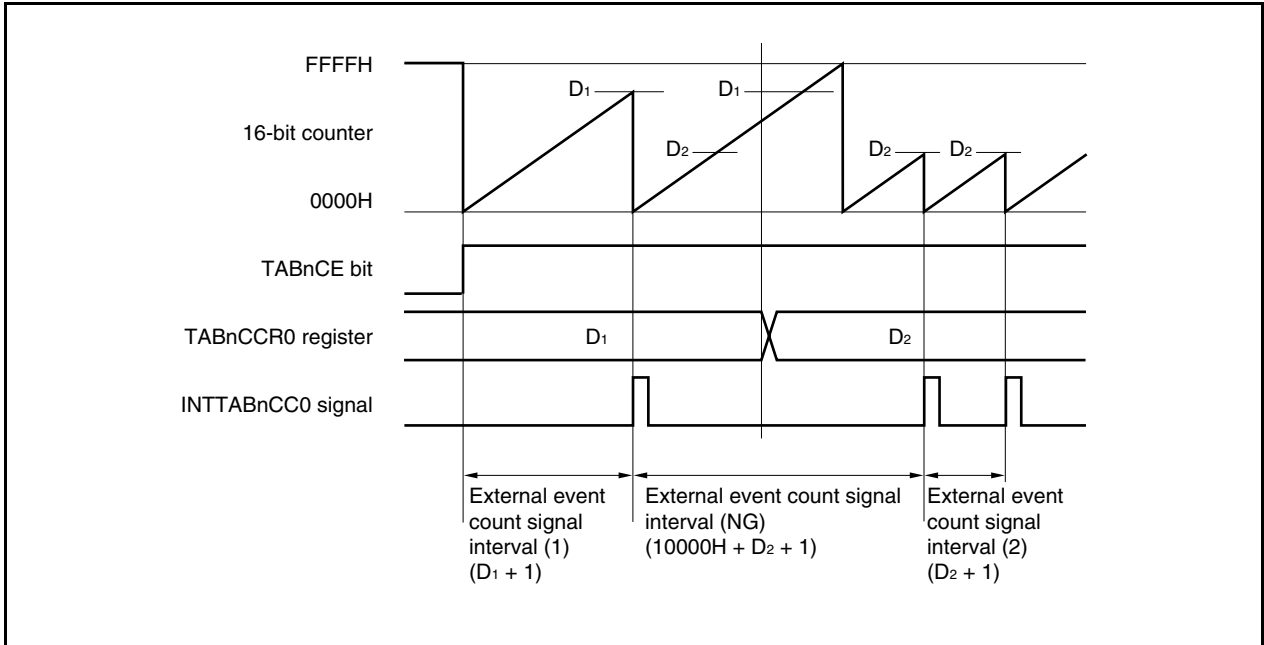 FFFFH
16-bit counter
0000H
D1
D2
D1
D2
D2
TABnCE bit
TABnCCR0 register
D1
D2
INTTABnCC0 signal
External event
count signal
interval (1)
(D1 + 1)
External event count signal
interval (NG)
(10000H + D2 + 1)
External event
count signal
interval (2)
(D2 + 1)